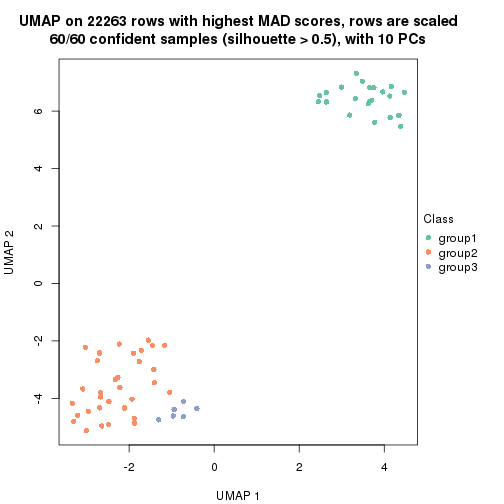 UMAP on 22263 rows with highest MAD scores, rows are scaled
60/60 confident samples (silhouette > 0.5), with 10 PCs
6
4
2
0
-2
-4
UMAP 2
-2
0
2
4
UMAP 1
Class
group1
group2
group3